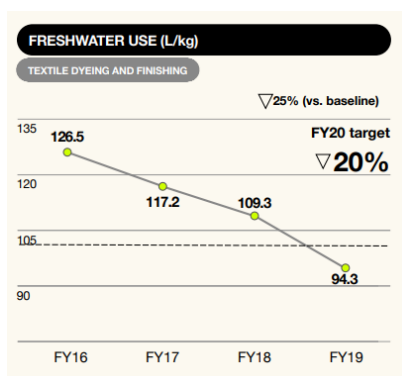 FRESHWATER USE (L/kg)
TEXTILE DYEING AND FINISHING
▽25% (vs. baseline)
135
FY20 target
126.5
▽20%
120
117.2
109.3
105
94.3
90
FY16 FY17 FY18 FY19